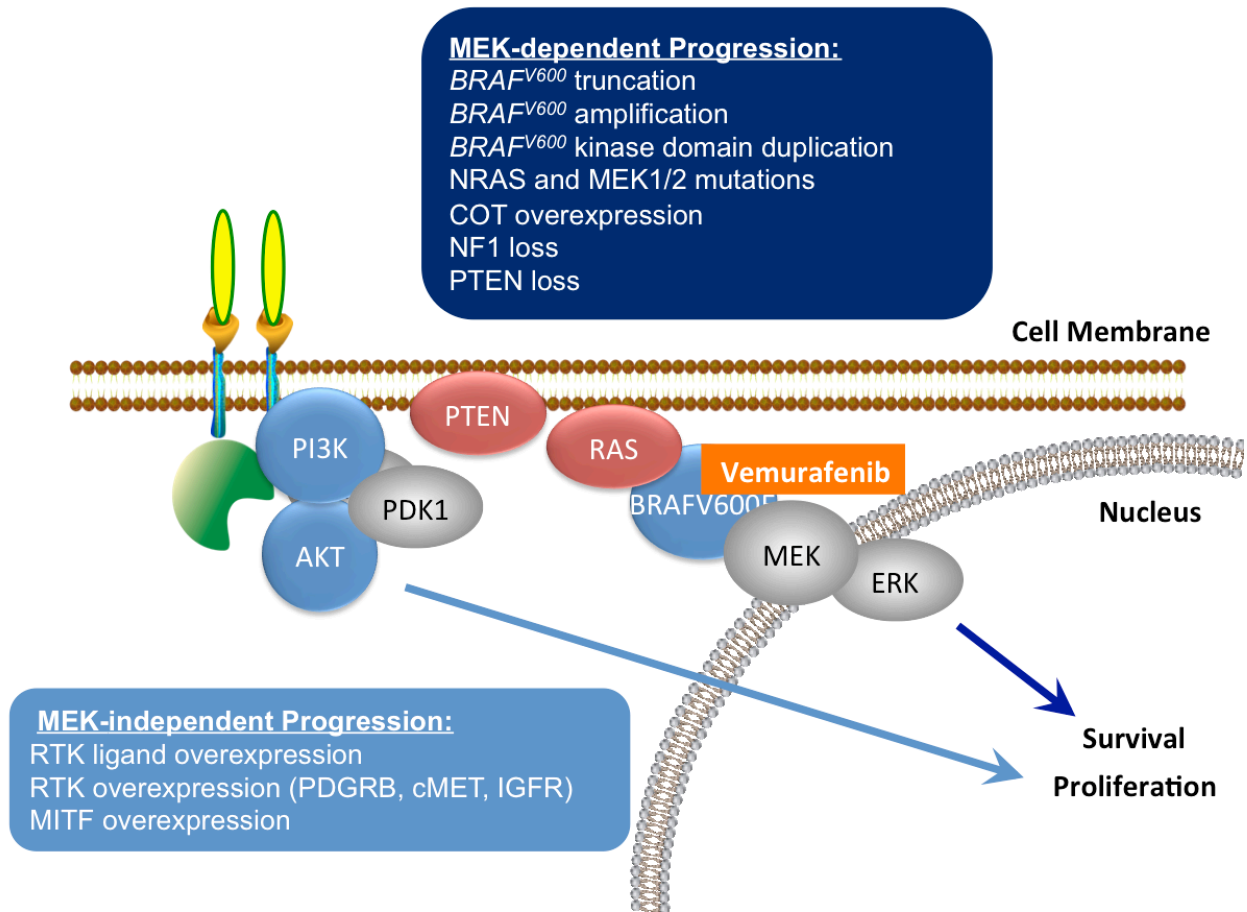 MEK-dependent Progression:
BRAFV600 truncation
BRAFV600 amplification
BRAFV600 kinase domain duplication
NRAS and MEK1/2 mutations
COT overexpression
NF1 loss
PTEN loss
Cell Membrane
PTEN
PI3K
RAS
Vemurafenib
BRAFV600E
PDK1
Nucleus
AKT
MEK
ERK
MEK-independent Progression:
RTK ligand overexpression
RTK overexpression (PDGRB, cMET, IGFR)
MITF overexpression
Survival
Proliferation